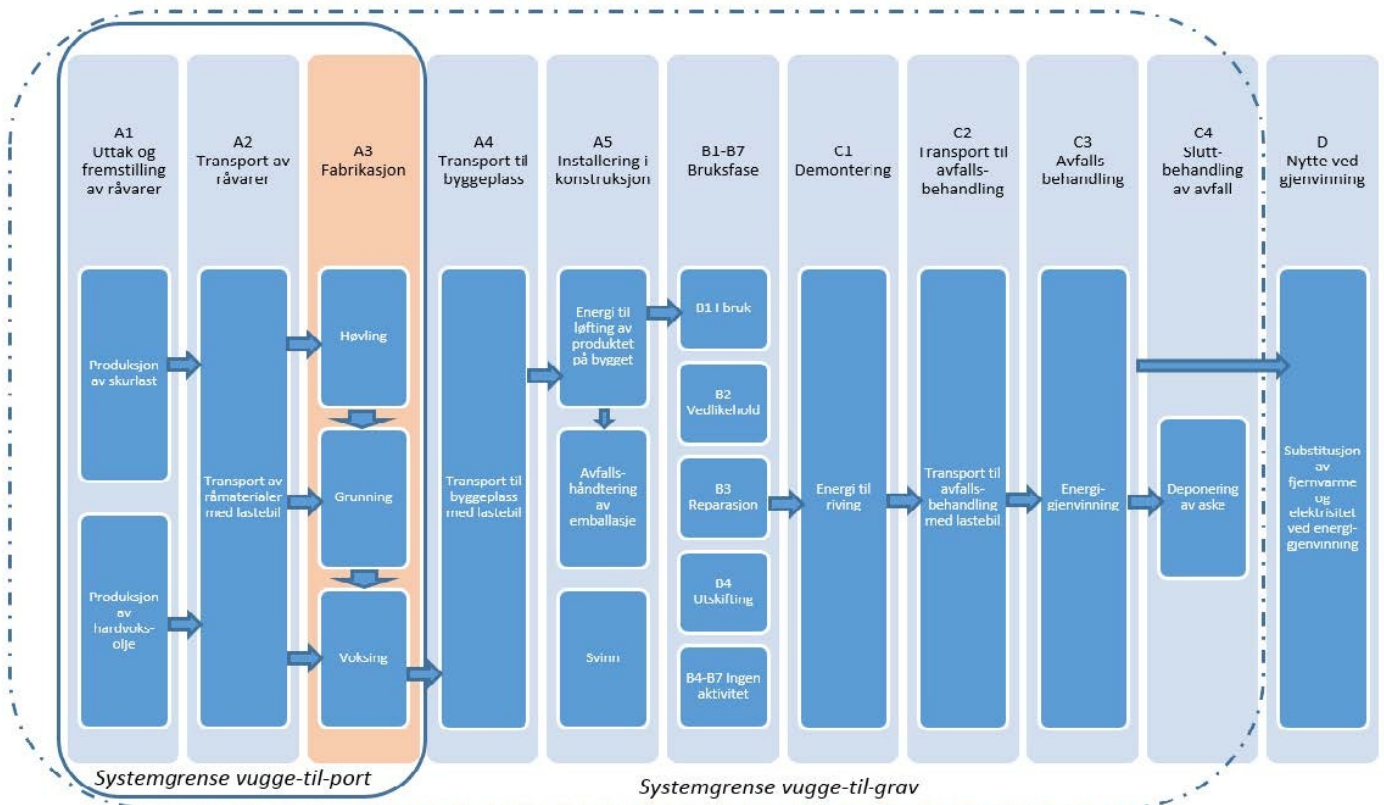 A1
Uttak og
fremstilling
av råvarer
A2
Transport av
råvarer
A3
Fabrikasjon
A4
Transport til
byggeplass
A5
Installering i
konstruksjon
B1-B7
Bruksfase
C1
Demontering
C2
Transport til
avfalls-
behandling
C3
Avfalls
behandling
C4
Slutt-
behandling
av avfall
D
Nytte ved
gjenvinning
Produksjon
av skurlast
Produksjon
av
hardvoks-
olje
Transport av
råmaterialer
med lastebil
Høvling
Grunning
Voksing
Transport til
byggeplass
med lastebil
Energi til
løfting av
produktet
på bygget
Avfalls-
håndtering
av
emballasje
Svinn
B1 I bruk
B2
Vedlikehold
B3
Reparasjon
B4
Utskifting
B4-B7 Ingen
aktivitet
Energi til
riving
Transport til
avfalls-
behandling
med lastebil
Energi-
gjenvinning
Deponering
av aske
Substitusjon
av
fjernvarme
og
elektrisitet
ved energi-
gjenvinning
Systemgrense vugge-til-port
Systemgrense vugge-til-grav